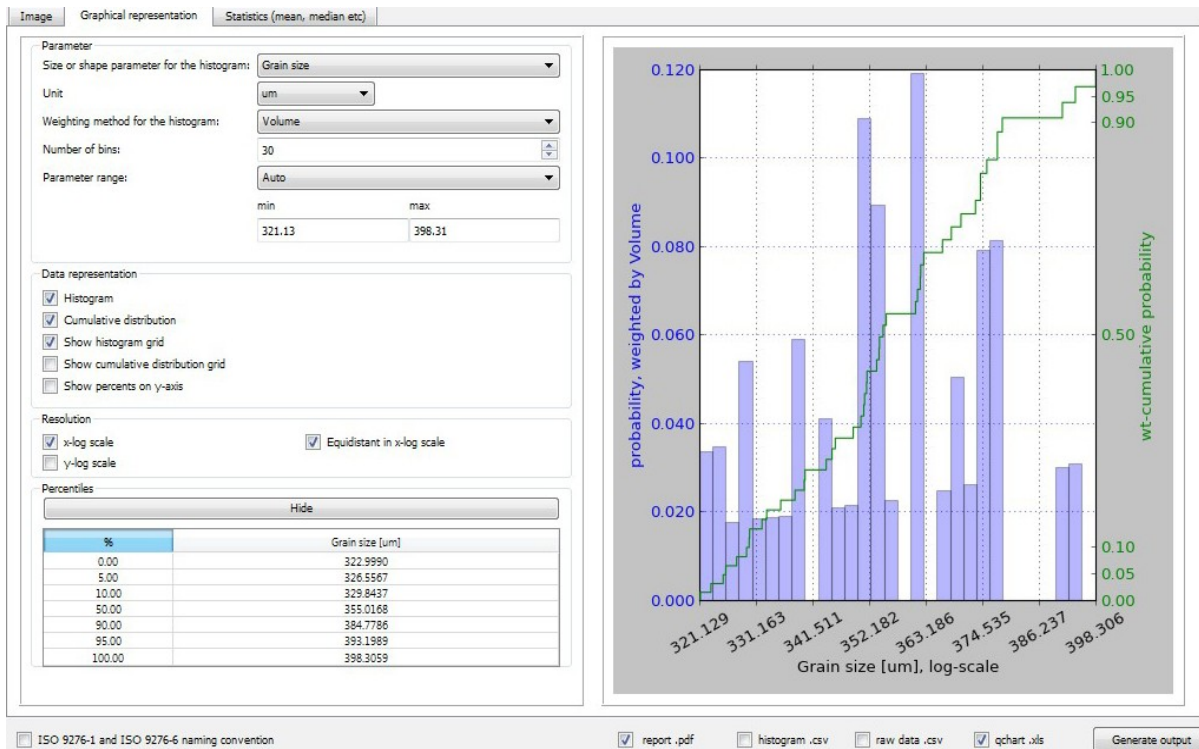 Image Graphical representation Statistics (mean, median etc)
Parameter
Size or shape parameter for the histogram: Grain size
Unit um
Weighting method for the histogram: Volume
Number of bins: 30
Parameter range: Auto
min max
321.13 398.31
Data representation
Histogram
Cumulative distribution
Show histogram grid
Show cumulative distribution grid
Show percents on y-axis
Resolution
x-log scale Equidistant in x-log scale
y-log scale
Percentiles
Hide
% Grain size [um]
0.00 322.9990
5.00 326.5567
10.00 329.8437
50.00 355.0168
90.00 384.7786
95.00 393.1989
100.00 398.3059
probability, weighted by Volume
0.120
0.100
0.080
0.060
0.040
0.020
0.000
1.00
0.95
0.90
0.50
0.10
0.05
0.00
wt-cumulative probability
321.129 331.163 341.511 352.182 363.186 374.535 386.237 398.306
Grain size [um], log-scale
ISO 9276-1 and ISO 9276-6 naming convention report .pdf histogram .csv raw data .csv qchart .xls Generate output